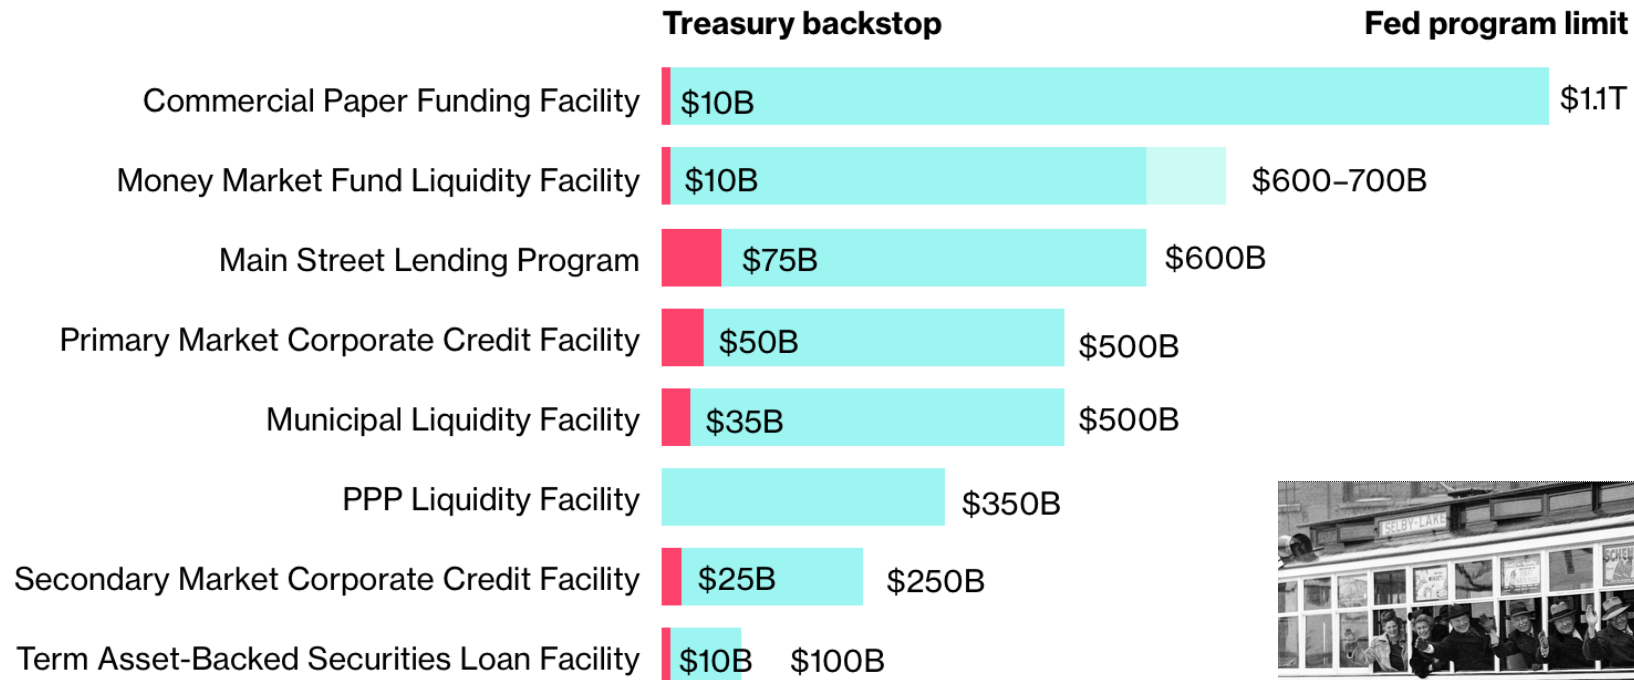 Treasury backstop Fed program limit
Commercial Paper Funding Facility $10B $1.1T
Money Market Fund Liquidity Facility $10B $600–700B
Main Street Lending Program $75B $600B
Primary Market Corporate Credit Facility $50B $500B
Municipal Liquidity Facility $35B $500B
PPP Liquidity Facility $350B
Secondary Market Corporate Credit Facility $25B $250B
Term Asset-Backed Securities Loan Facility $10B $100B
SELBY-LAKE